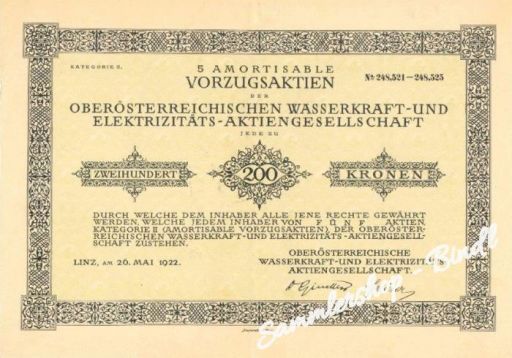 KATEGORIE II.
5 AMORTISABLE
VORZUGSAKTIEN
DER
No. 248,521—248,525
OBERÖSTERREICHISCHEN WASSERKRAFT-UND
ELEKTRIZITÄTS-AKTIENGESELLSCHAFT
JEDE ZU
ZWEIHUNDERT 200 KRONEN
DURCH WELCHE DEM INHABER ALLE JENE RECHTE GEWÄHRT
WERDEN, WELCHE JEDEM INHABER VON FÜNF AKTIEN
KATEGORIE II (AMORTISABLE VORZUGSAKTIEN), DER OBERÖSTER-
REICHISCHEN WASSERKRAFT-UND ELEKTRIZITÄTS-AKTIENGESELL-
SCHAFT ZUSTEHEN.
LINZ, AM 26. MAI 1922.
OBERÖSTERREICHISCHE
WASSERKRAFT-UND ELEKTRIZITÄTS-
AKTIENGESELLSCHAFT.
Sammlershop - Bindl